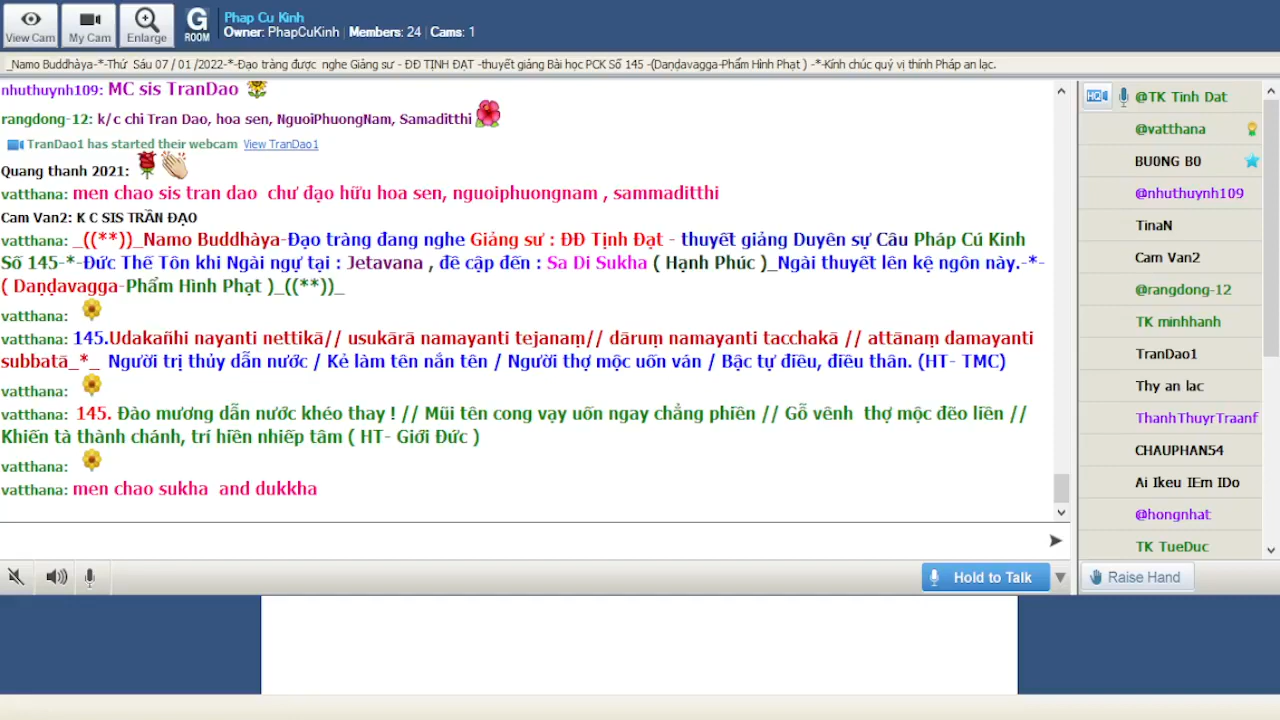 View Cam
My Cam
Enlarge
G
ROOM
Phap Cu Kinh
Owner: PhapCuKinh | Members: 24 | Cams: 1
_Namo Buddhàya-*-Thứ Sáu 07 / 01 /2022-*-Đạo tràng được nghe Giảng sư - ĐĐ TỊNH ĐẠT -thuyết giảng Bài học PCK Số 145 -(Daṇḍavagga-Phẩm Hình Phạt ) -*-Kính chúc quý vị thính Pháp an lạc.
nhuthuynh109: MC sis TranDao
rangdong-12: k/c chi Tran Dao, hoa sen, NguoiPhuongNam, Samaditthi
TranDao1 has started their webcam View TranDao1
Quang thanh 2021:
vatthana: men chao sis tran dao chư đạo hữu hoa sen, nguoiphuongnam , sammaditthi
Cam Van2: K C SIS TRẦN ĐẠO
vatthana: _((**))_Namo Buddhàya-Đạo tràng đang nghe Giảng sư : ĐĐ Tịnh Đạt - thuyết giảng Duyên sự Câu Pháp Cú Kinh
Số 145-*-Đức Thế Tôn khi Ngài ngự tại : Jetavana , đề cập đến : Sa Di Sukha ( Hạnh Phúc )_Ngài thuyết lên kệ ngôn này.-*-
( Daṇḍavagga-Phẩm Hình Phạt )_((**))_
vatthana:
vatthana: 145.Udakañhi nayanti nettikā// usukārā namayanti tejanaṃ// dāruṃ namayanti tacchakā // attānaṃ damayanti
subbatā_*_ Người trị thủy dẫn nước / Kẻ làm tên nắn tên / Người thợ mộc uốn ván / Bậc tự điều, điều thân. (HT- TMC)
vatthana:
vatthana: 145. Đào mương dẫn nước khéo thay ! // Mũi tên cong vạy uốn ngay chẳng phiền // Gỗ vênh thợ mộc đẽo liền //
Khiến tà thành chánh, trí hiền nhiếp tâm ( HT- Giới Đức )
vatthana:
vatthana: men chao sukha and dukkha
Hold to Talk
HQ
@TK Tinh Dat
@vatthana
BU0NG B0
@nhuthuynh109
TinaN
Cam Van2
@rangdong-12
TK minhhanh
TranDao1
Thy an lac
ThanhThuyrTraanf
CHAUPHAN54
Ai Ikeu IEm IDo
@hongnhat
TK TueDuc
Raise Hand